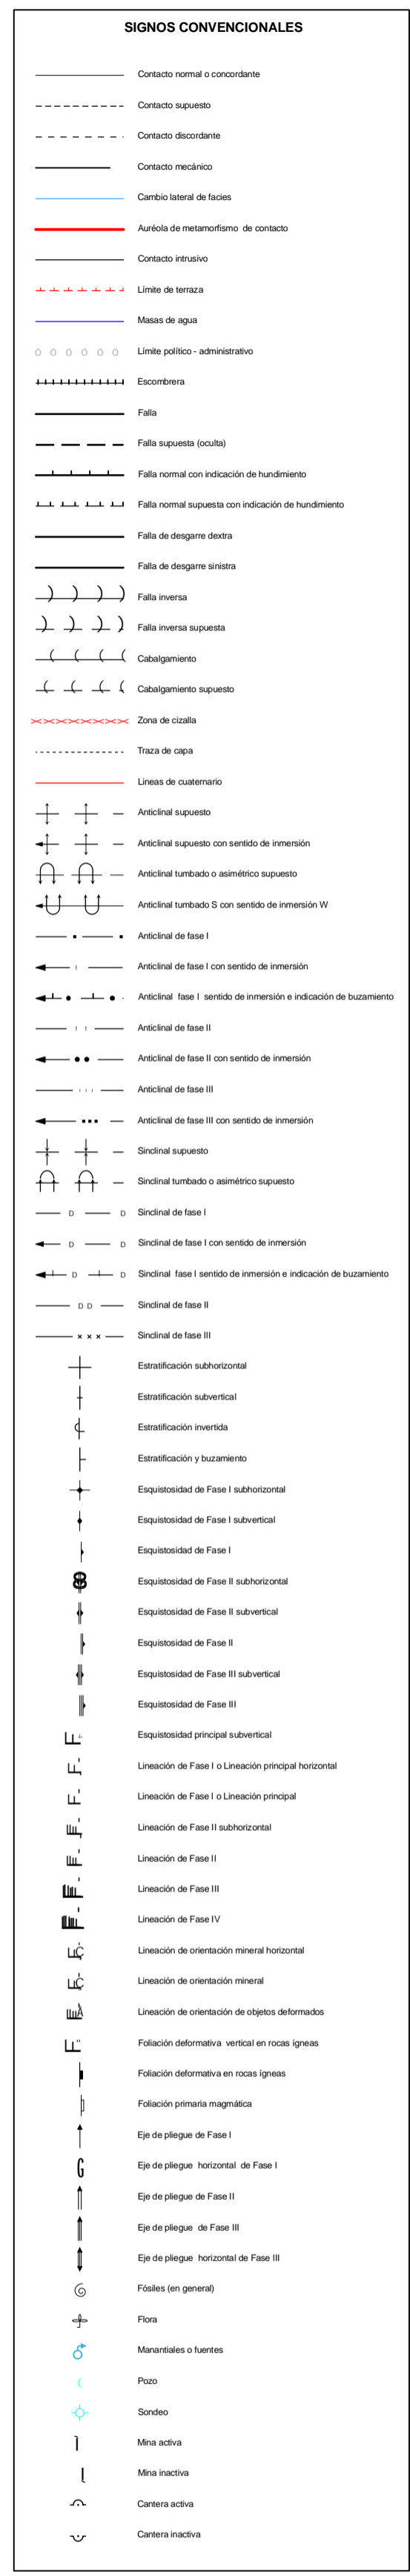 SIGNOS CONVENCIONALES
Contacto normal o concordante
Contacto supuesto
Contacto discordante
Contacto mecánico
Cambio lateral de facies
Auréola de metamorfismo de contacto
Contacto intrusivo
Límite de terraza
Masas de agua
Límite político - administrativo
Escombrera
Falla
Falla supuesta (oculta)
Falla normal con indicación de hundimiento
Falla normal supuesta con indicación de hundimiento
Falla de desgarre dextra
Falla de desgarre sinistra
Falla inversa
Falla inversa supuesta
Cabalgamiento
Cabalgamiento supuesto
Zona de cizalla
Traza de capa
Lineas de cuaternario
Anticlinal supuesto
Anticlinal supuesto con sentido de inmersión
Anticlinal tumbado o asimétrico supuesto
Anticlinal tumbado S con sentido de inmersión W
Anticlinal de fase I
Anticlinal de fase I con sentido de inmersión
Anticlinal fase I sentido de inmersión e indicación de buzamiento
Anticlinal de fase II
Anticlinal de fase II con sentido de inmersión
Anticlinal de fase III
Anticlinal de fase III con sentido de inmersión
Sinclinal supuesto
Sinclinal tumbado o asimétrico supuesto
D D Sinclinal de fase I
D D Sinclinal de fase I con sentido de inmersión
D D Sinclinal fase I sentido de inmersión e indicación de buzamiento
D D Sinclinal de fase II
Sinclinal de fase III
Estratificación subhorizontal
Estratificación subvertical
Estratificación invertida
Estratificación y buzamiento
Esquistosidad de Fase I subhorizontal
Esquistosidad de Fase I subvertical
Esquistosidad de Fase I
Esquistosidad de Fase II subhorizontal
Esquistosidad de Fase II subvertical
Esquistosidad de Fase II
Esquistosidad de Fase III subvertical
Esquistosidad de Fase III
Esquistosidad principal subvertical
Lineación de Fase I o Lineación principal horizontal
Lineación de Fase I o Lineación principal
Lineación de Fase II subhorizontal
Lineación de Fase II
Lineación de Fase III
Lineación de Fase IV
Lineación de orientación mineral horizontal
Lineación de orientación mineral
Lineación de orientación de objetos deformados
Foliación deformativa vertical en rocas ígneas
Foliación deformativa en rocas ígneas
Foliación primaria magmática
Eje de pliegue de Fase I
G Eje de pliegue horizontal de Fase I
Eje de pliegue de Fase II
Eje de pliegue de Fase III
Eje de pliegue horizontal de Fase III
Fósiles (en general)
Flora
Manantiales o fuentes
Pozo
Sondeo
Mina activa
Mina inactiva
Cantera activa
Cantera inactiva